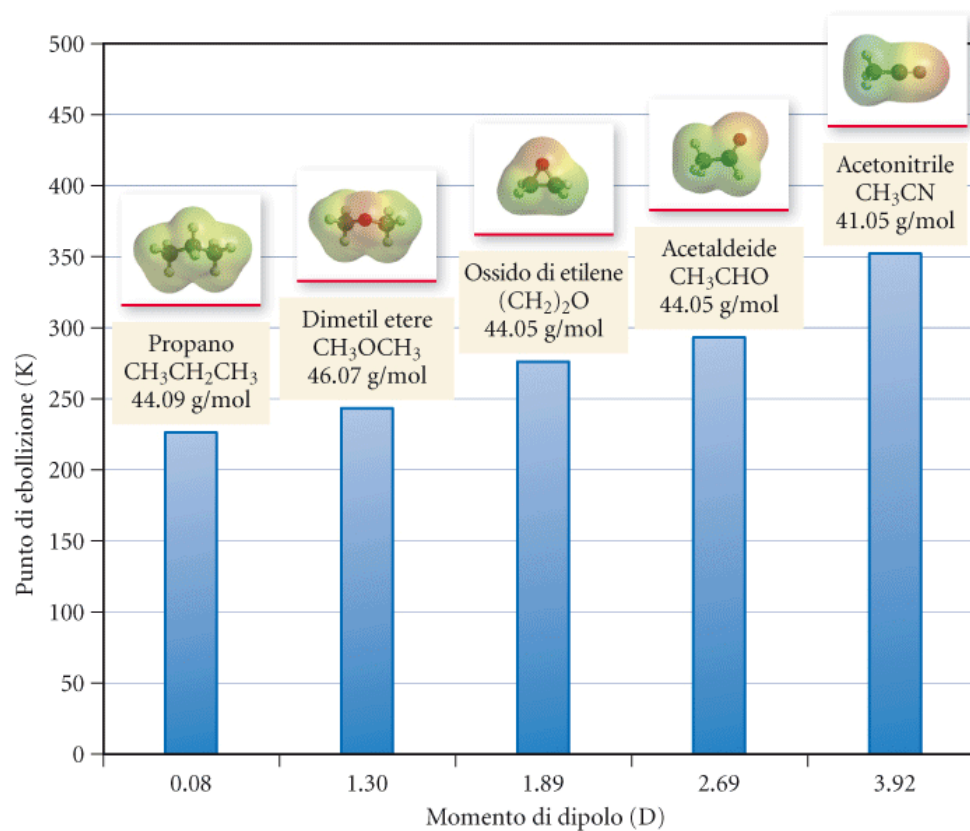 500
450
400
350
300
250
200
150
100
50
0
Punto di ebollizione (K)
Propano
CH₃CH₂CH₃
44.09 g/mol
Dimetil etere
CH₃OCH₃
46.07 g/mol
Ossido di etilene
(CH₂)₂O
44.05 g/mol
Acetaldeide
CH₃CHO
44.05 g/mol
Acetonitrile
CH₃CN
41.05 g/mol
0.08 1.30 1.89 2.69 3.92
Momento di dipolo (D)